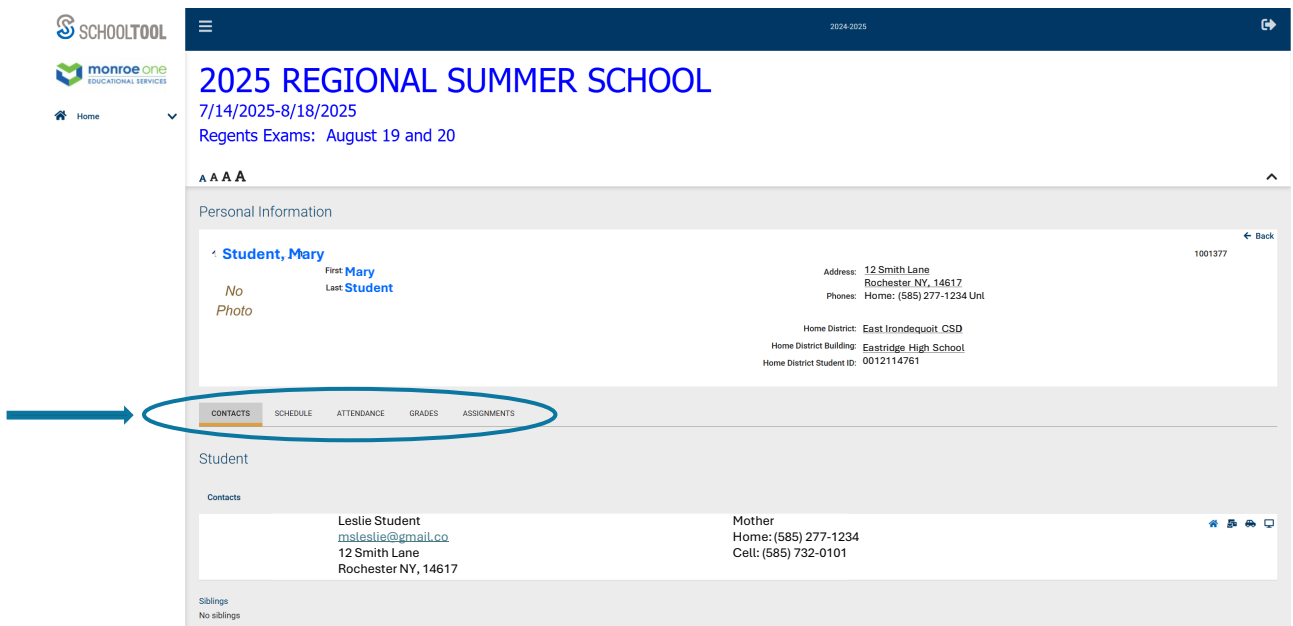 SCHOOLTOOL
2024-2025
monroe one
EDUCATIONAL SERVICES
Home
2025 REGIONAL SUMMER SCHOOL
7/14/2025-8/18/2025
Regents Exams: August 19 and 20
A A A A
Personal Information
Back
Student, Mary
1001377
First: Mary
Last: Student
No
Photo
Address: 12 Smith Lane
Rochester NY, 14617
Phones: Home: (585) 277-1234 Unl
Home District: East Irondequoit CSD
Home District Building: Eastridge High School
Home District Student ID: 0012114761
CONTACTS SCHEDULE ATTENDANCE GRADES ASSIGNMENTS
Student
Contacts
Leslie Student Mother
msleslie@gmail.co Home: (585) 277-1234
12 Smith Lane Cell: (585) 732-0101
Rochester NY, 14617
Siblings
No siblings